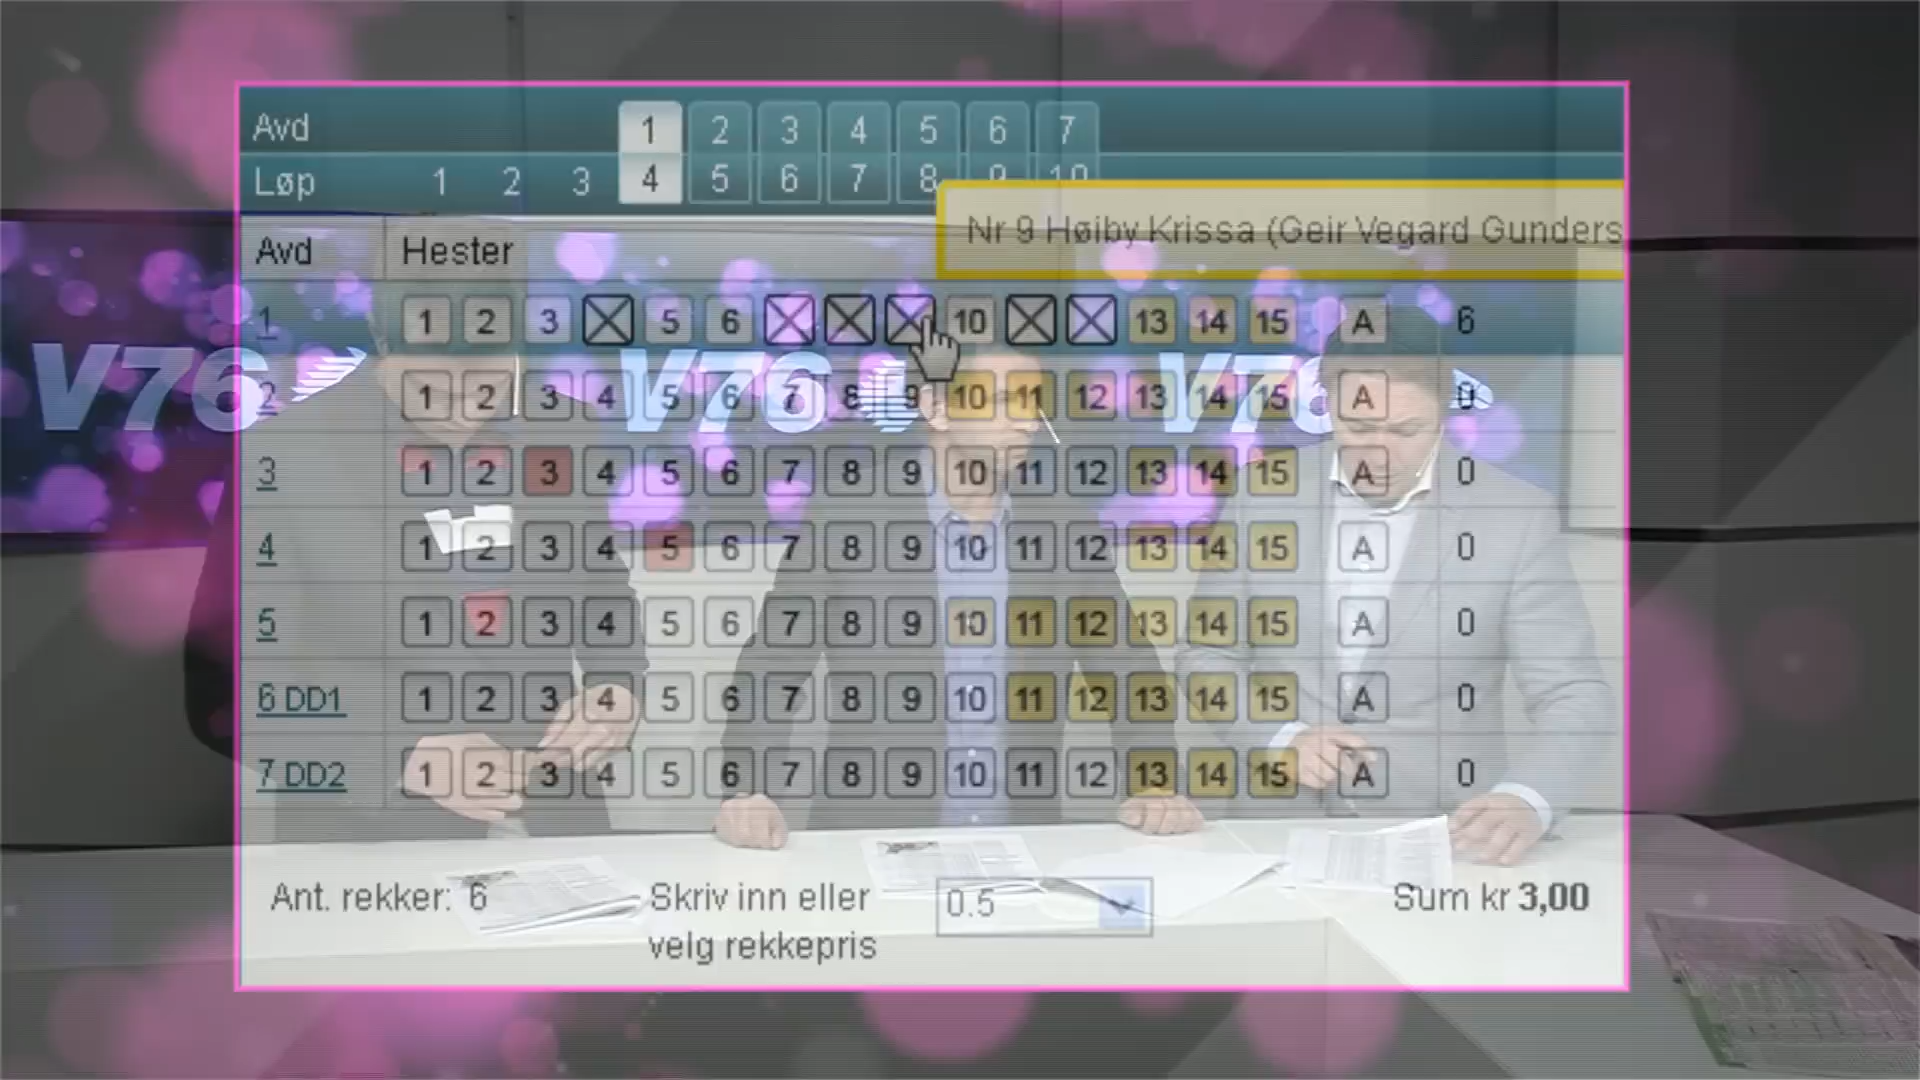 Avd 1 2 3 4 5 6 7
Løp 1 2 3 4 5 6 7 8 9 10
Nr 9 Høiby Krissa (Geir Vegard Gunders
Avd Hester
1 1 2 3 5 6 10 13 14 15 A 6
V76 V76 V76
2 1 2 3 4 5 6 7 8 9 10 11 12 13 14 15 A 0
3 1 2 3 4 5 6 7 8 9 10 11 12 13 14 15 A 0
4 1 2 3 4 5 6 7 8 9 10 11 12 13 14 15 A 0
5 1 2 3 4 5 6 7 8 9 10 11 12 13 14 15 A 0
6 DD1 1 2 3 4 5 6 7 8 9 10 11 12 13 14 15 A 0
7 DD2 1 2 3 4 5 6 7 8 9 10 11 12 13 14 15 A 0
Ant. rekker: 6 Skriv inn eller 0.5 Sum kr 3,00
velg rekkepris